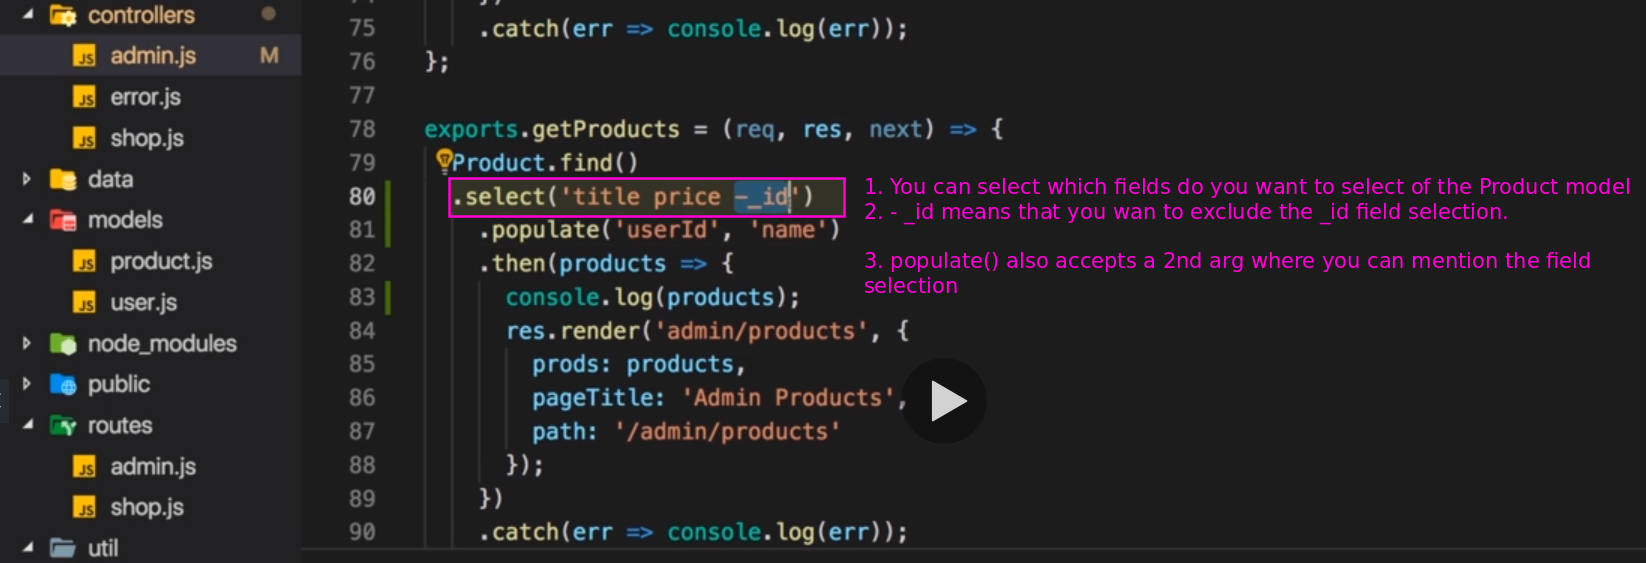 controllers
admin.js M
error.js
shop.js
data
models
product.js
user.js
node_modules
public
routes
admin.js
shop.js
util
75 .catch(err => console.log(err));
76 };
77
78 exports.getProducts = (req, res, next) => {
79 Product.find()
80 .select('title price -_id')
81 .populate('userId', 'name')
82 .then(products => {
83 console.log(products);
84 res.render('admin/products', {
85 prods: products,
86 pageTitle: 'Admin Products',
87 path: '/admin/products'
88 });
89 })
90 .catch(err => console.log(err));
1. You can select which fields do you want to select of the Product model
2. - _id means that you wan to exclude the _id field selection.
3. populate() also accepts a 2nd arg where you can mention the field
selection